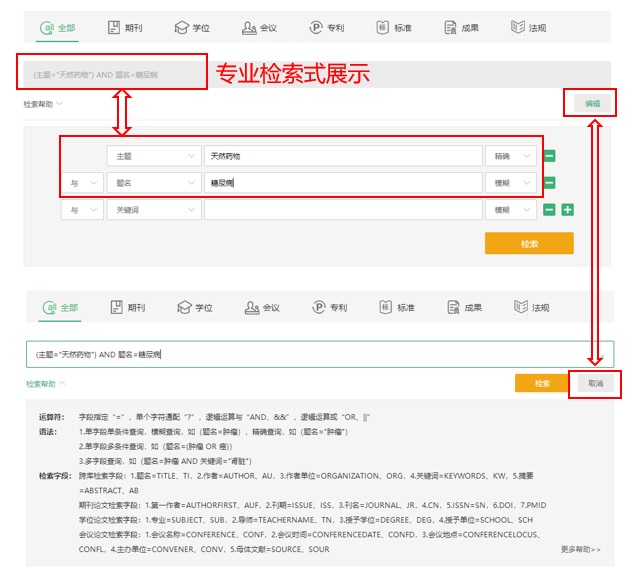 全部 期刊 学位 会议 专利 标准 成果 法规
(主题="天然药物") AND 题名=糖尿病
专业检索式展示
检索帮助 编辑
主题 天然药物 精确
与 题名 糖尿病 模糊
与 关键词 模糊
检索
全部 期刊 学位 会议 专利 标准 成果 法规
(主题="天然药物") AND 题名=糖尿病
检索帮助 检索 取消
运算符: 字段指定 "=" ,单个字符通配 "?" ,逻辑运算与 "AND、&&" ,逻辑运算或 "OR、||"
语法: 1.单字段单条件查询,模糊查询,如(题名=肿瘤),精确查询,如(题名="肿瘤")
2.单字段多条件查询,如(题名=(肿瘤 OR 癌))
3.多字段查询,如(题名=肿瘤 AND 关键词="肾脏")
检索字段: 跨库检索字段:1.题名=TITLE、TI,2.作者=AUTHOR、AU,3.作者单位=ORGANIZATION、ORG,4.关键词=KEYWORDS、KW,5.摘要
=ABSTRACT、AB
期刊论文检索字段:1.第一作者=AUTHORFIRST、AUF,2.刊期=ISSUE、ISS,3.刊名=JOURNAL、JR,4.CN,5.ISSN=SN、6.DOI,7.PMID
学位论文检索字段:1.专业=SUBJECT、SUB,2.导师=TEACHERNAME、TN,3.授予学位=DEGREE、DEG,4.授予单位=SCHOOL、SCH
会议论文检索字段:1.会议名称=CONFERENCE、CONF,2.会议时间=CONFERENCEDATE、CONFD,3.会议地点=CONFERENCELOCUS、
CONFL,4.主办单位=CONVENER、CONV,5.母体文献=SOURCE、SOUR
更多帮助>>